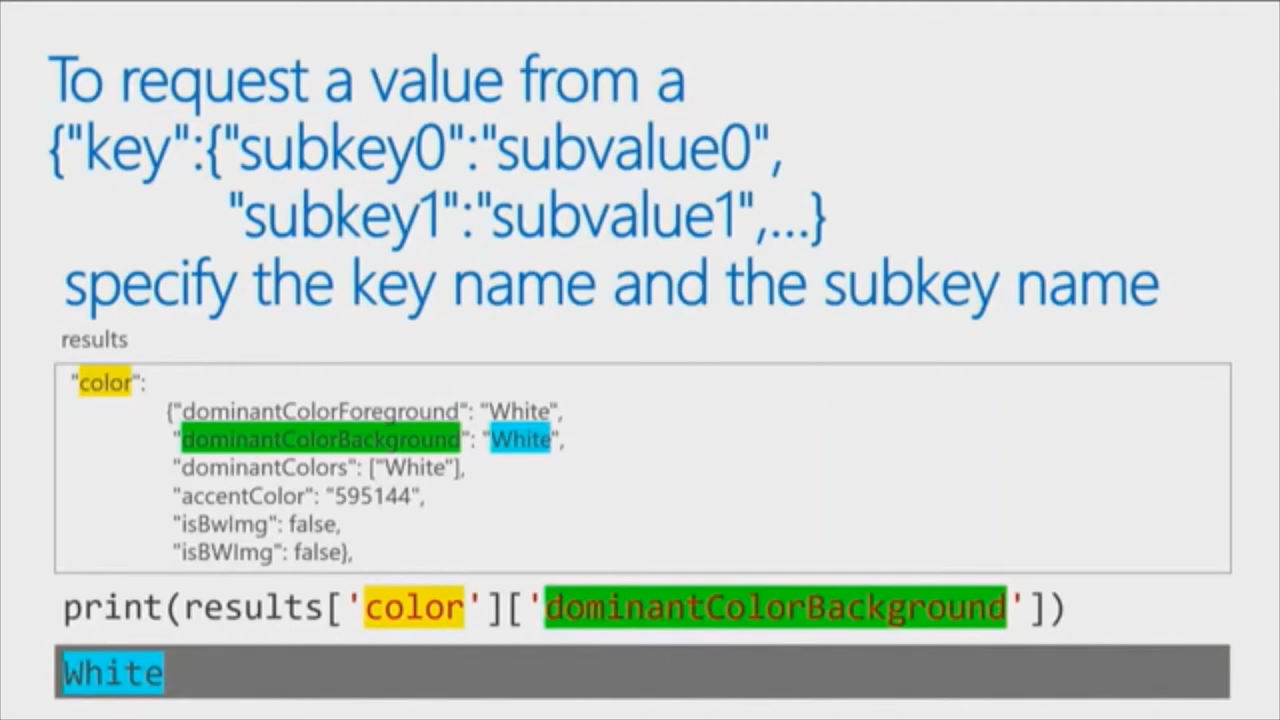 To request a value from a
{"key":{"subkey0":"subvalue0",
"subkey1":"subvalue1",...}
specify the key name and the subkey name
results
"color":
{"dominantColorForeground": "White",
"dominantColorBackground": "White",
"dominantColors": ["White"],
"accentColor": "595144",
"isBwImg": false,
"isBWImg": false},
print(results['color']['dominantColorBackground'])
White